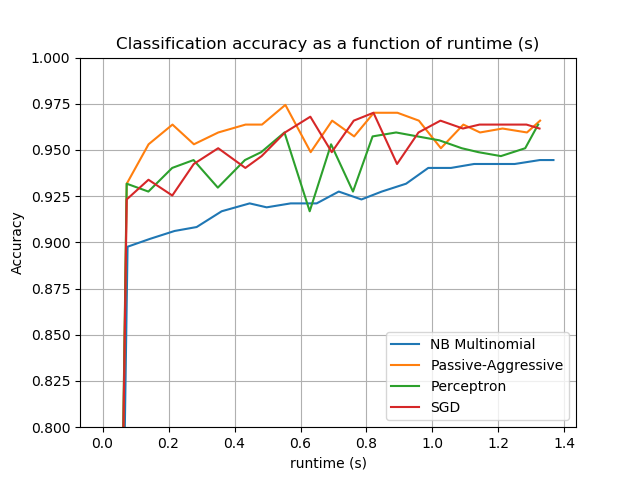 Classification accuracy as a function of runtime (s)
1.000
0.975
0.950
0.925
0.900
0.875
0.850
0.825
0.800
Accuracy
NB Multinomial
Passive-Aggressive
Perceptron
SGD
0.0 0.2 0.4 0.6 0.8 1.0 1.2 1.4
runtime (s)